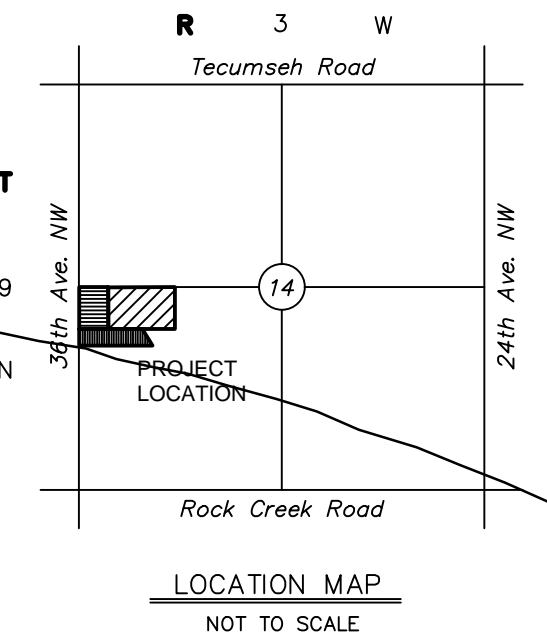 R 3 W
Tecumseh Road
T
9
N
36th Ave. NW
14
24th Ave. NW
PROJECT
LOCATION
Rock Creek Road
LOCATION MAP
NOT TO SCALE